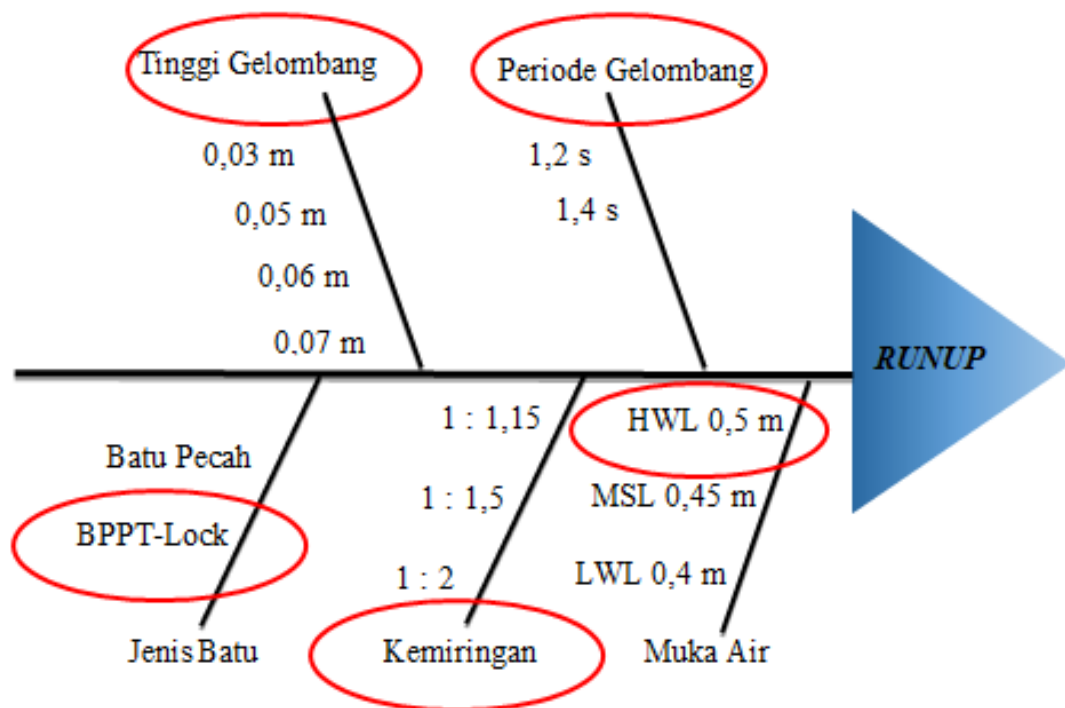 Tinggi Gelombang
0,03 m
0,05 m
0,06 m
0,07 m
Periode Gelombang
1,2 s
1,4 s
RUNUP
Batu Pecah
BPPT-Lock
Jenis Batu
1 : 1,15
1 : 1,5
1 : 2
Kemiringan
HWL 0,5 m
MSL 0,45 m
LWL 0,4 m
Muka Air